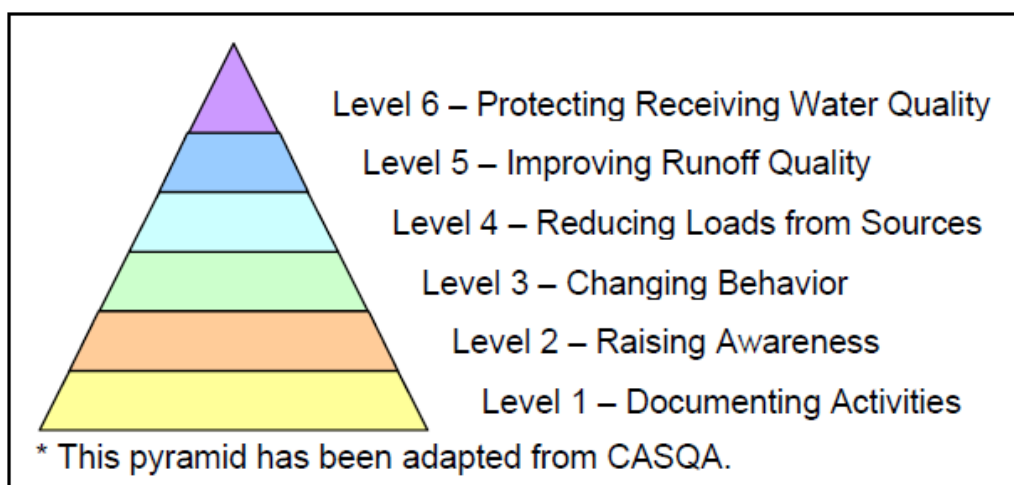 Level 6 – Protecting Receiving Water Quality
Level 5 – Improving Runoff Quality
Level 4 – Reducing Loads from Sources
Level 3 – Changing Behavior
Level 2 – Raising Awareness
Level 1 – Documenting Activities
* This pyramid has been adapted from CASQA.